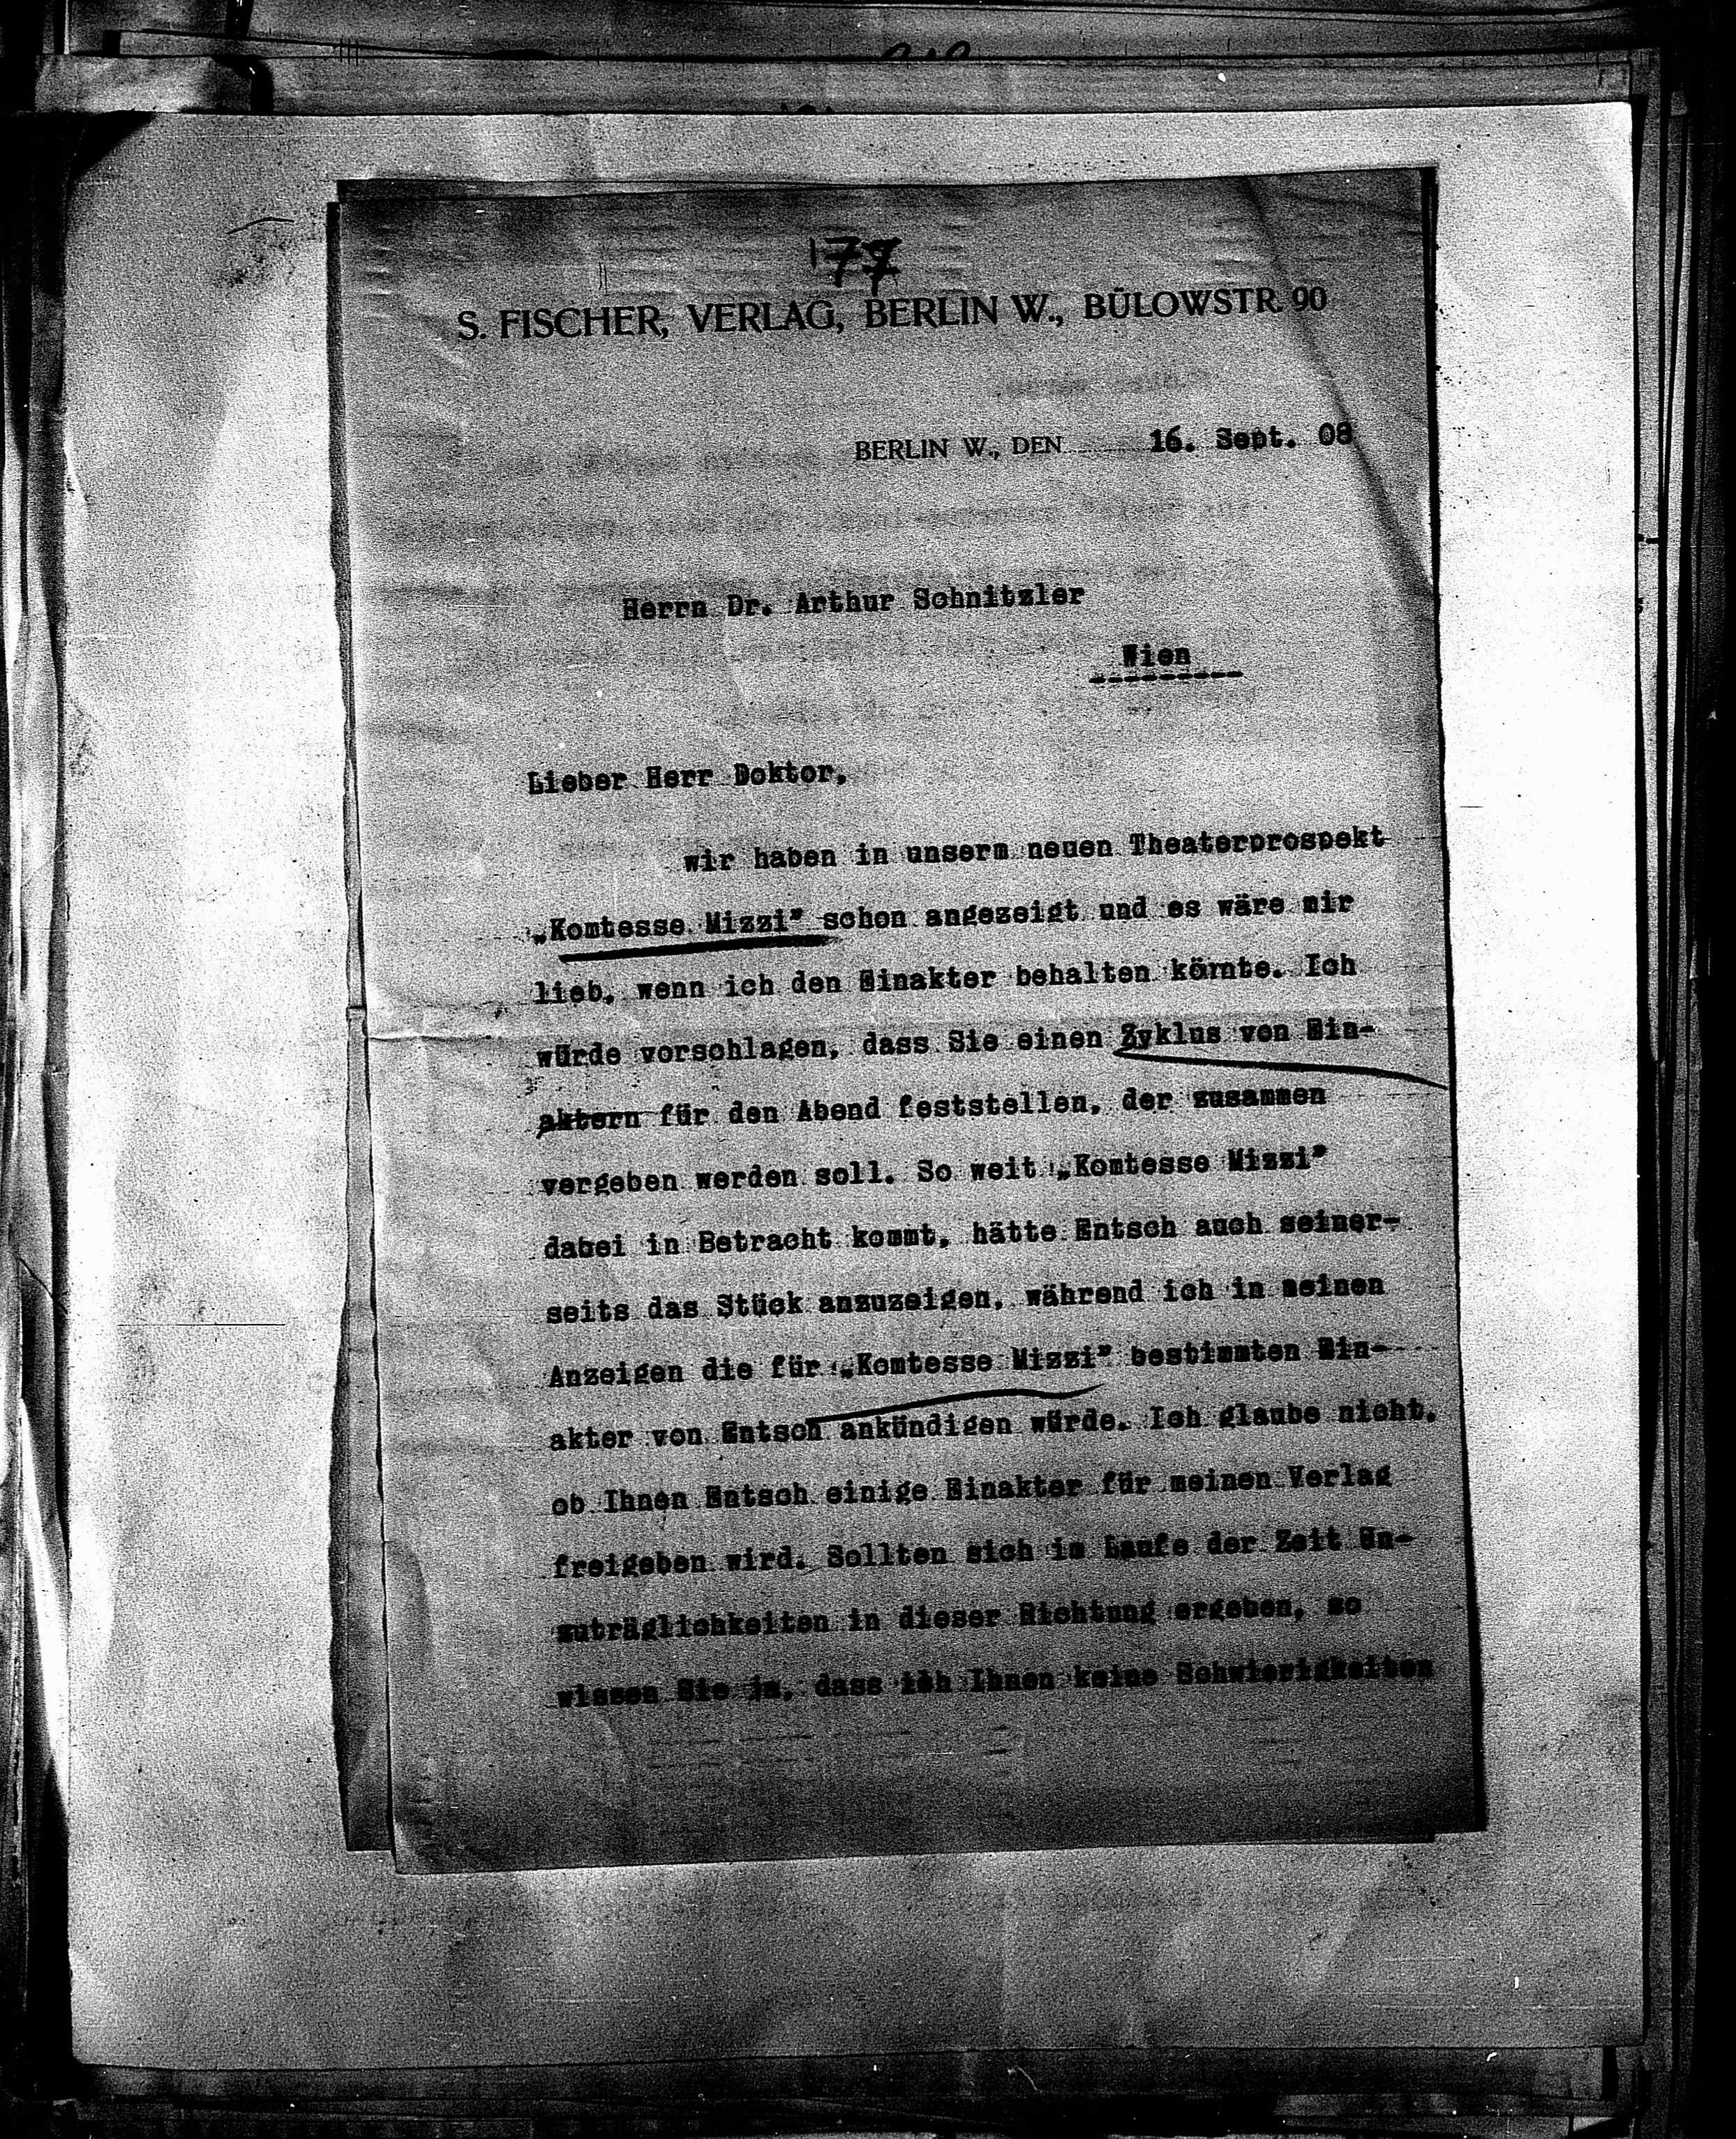 177
S. FISCHER, VERLAG, BERLIN W., BÜLOWSTR. 90
BERLIN W., DEN 16. Sept. 08
Herrn Dr. Arthur Schnitzler
Wien
Lieber Herr Doktor,
wir haben in unserm neuen Theaterprospekt
„Komtesse Mizzi” schon angezeigt und es wäre mir
lieb, wenn ich den Einakter behalten könnte. Ich
würde vorschlagen, dass Sie einen Zyklus von Ein-
aktern für den Abend feststellen, der zusammen
vergeben werden soll. So weit „Komtesse Mizzi”
dabei in Betracht kommt, hätte Entsch auch seiner-
seits das Stück anzuzeigen, während ich in meinen
Anzeigen die für „Komtesse Mizzi” bestimmten Ein-
akter von Entsch ankündigen würde. Ich glaube nicht,
ob Ihnen Entsch einige Einakter für meinen Verlag
freigeben wird. Sollten sich im Laufe der Zeit Un-
zuträglichkeiten in dieser Richtung ergeben, so
wissen Sie ja, dass ich Ihnen keine Schwierigkeiten